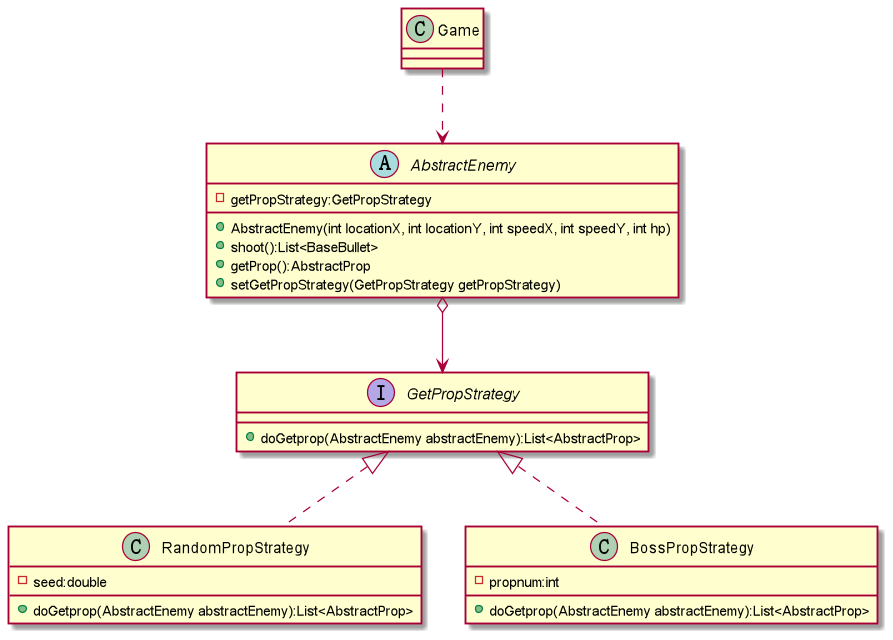 C Game
A AbstractEnemy
getPropStrategy:GetPropStrategy
AbstractEnemy(int locationX, int locationY, int speedX, int speedY, int hp)
shoot():List<BaseBullet>
getProp():AbstractProp
setGetPropStrategy(GetPropStrategy getPropStrategy)
I GetPropStrategy
doGetprop(AbstractEnemy abstractEnemy):List<AbstractProp>
C RandomPropStrategy
seed:double
doGetprop(AbstractEnemy abstractEnemy):List<AbstractProp>
C BossPropStrategy
propnum:int
doGetprop(AbstractEnemy abstractEnemy):List<AbstractProp>